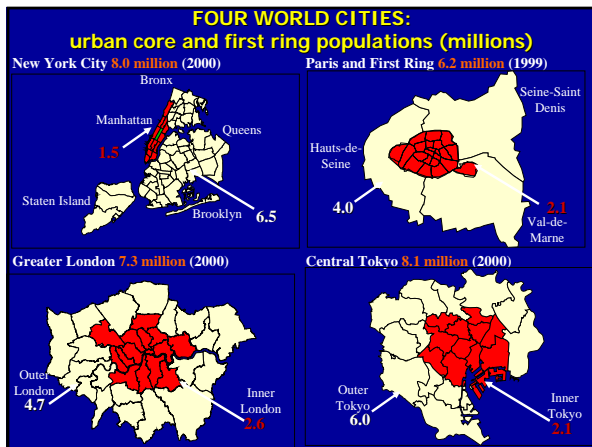 FOUR WORLD CITIES:
urban core and first ring populations (millions)
New York City 8.0 million (2000)
Bronx
Manhattan
Queens
1.5
Staten Island
Brooklyn
6.5
Paris and First Ring 6.2 million (1999)
Seine-Saint
Denis
Hauts-de-
Seine
4.0
2.1
Val-de-
Marne
Greater London 7.3 million (2000)
Outer
London
4.7
Inner
London
2.6
Central Tokyo 8.1 million (2000)
Outer
Tokyo
6.0
Inner
Tokyo
2.1